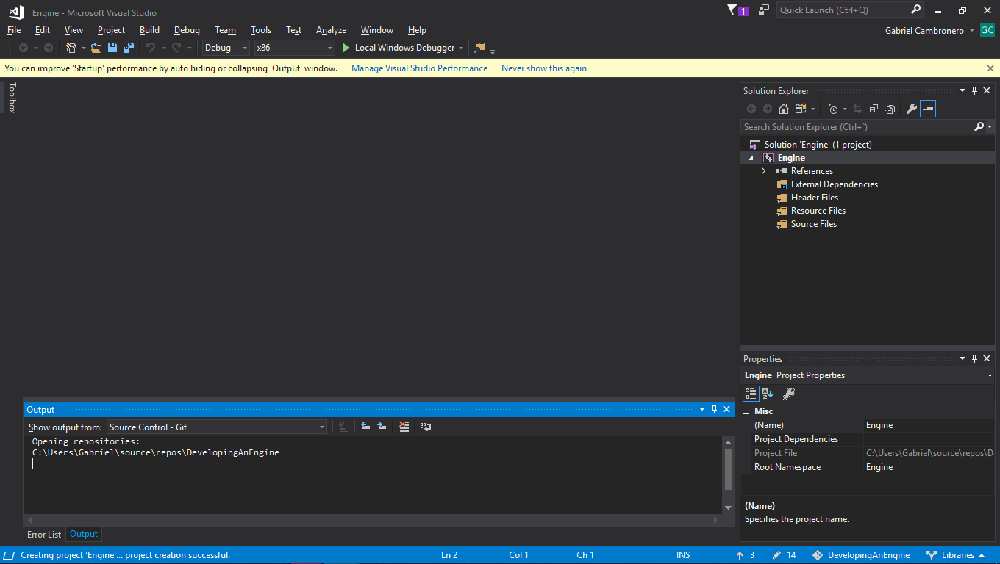 Engine - Microsoft Visual Studio
1
Quick Launch (Ctrl+Q)
File Edit View Project Build Debug Team Tools Test Analyze Window Help
Gabriel Cambronero GC
Debug x86 Local Windows Debugger
You can improve 'Startup' performance by auto hiding or collapsing 'Output' window. Manage Visual Studio Performance Never show this again
Toolbox
Solution Explorer
Search Solution Explorer (Ctrl+`)
Solution 'Engine' (1 project)
Engine
References
External Dependencies
Header Files
Resource Files
Source Files
Properties
Engine Project Properties
Misc
(Name) Engine
Project Dependencies
Project File C:\Users\Gabriel\source\repos\D
Root Namespace Engine
(Name)
Specifies the project name.
Output
Show output from: Source Control - Git
Opening repositories:
C:\Users\Gabriel\source\repos\DevelopingAnEngine
Error List Output
Creating project 'Engine'... project creation successful. Ln 2 Col 1 Ch 1 INS 3 14 DevelopingAnEngine Libraries